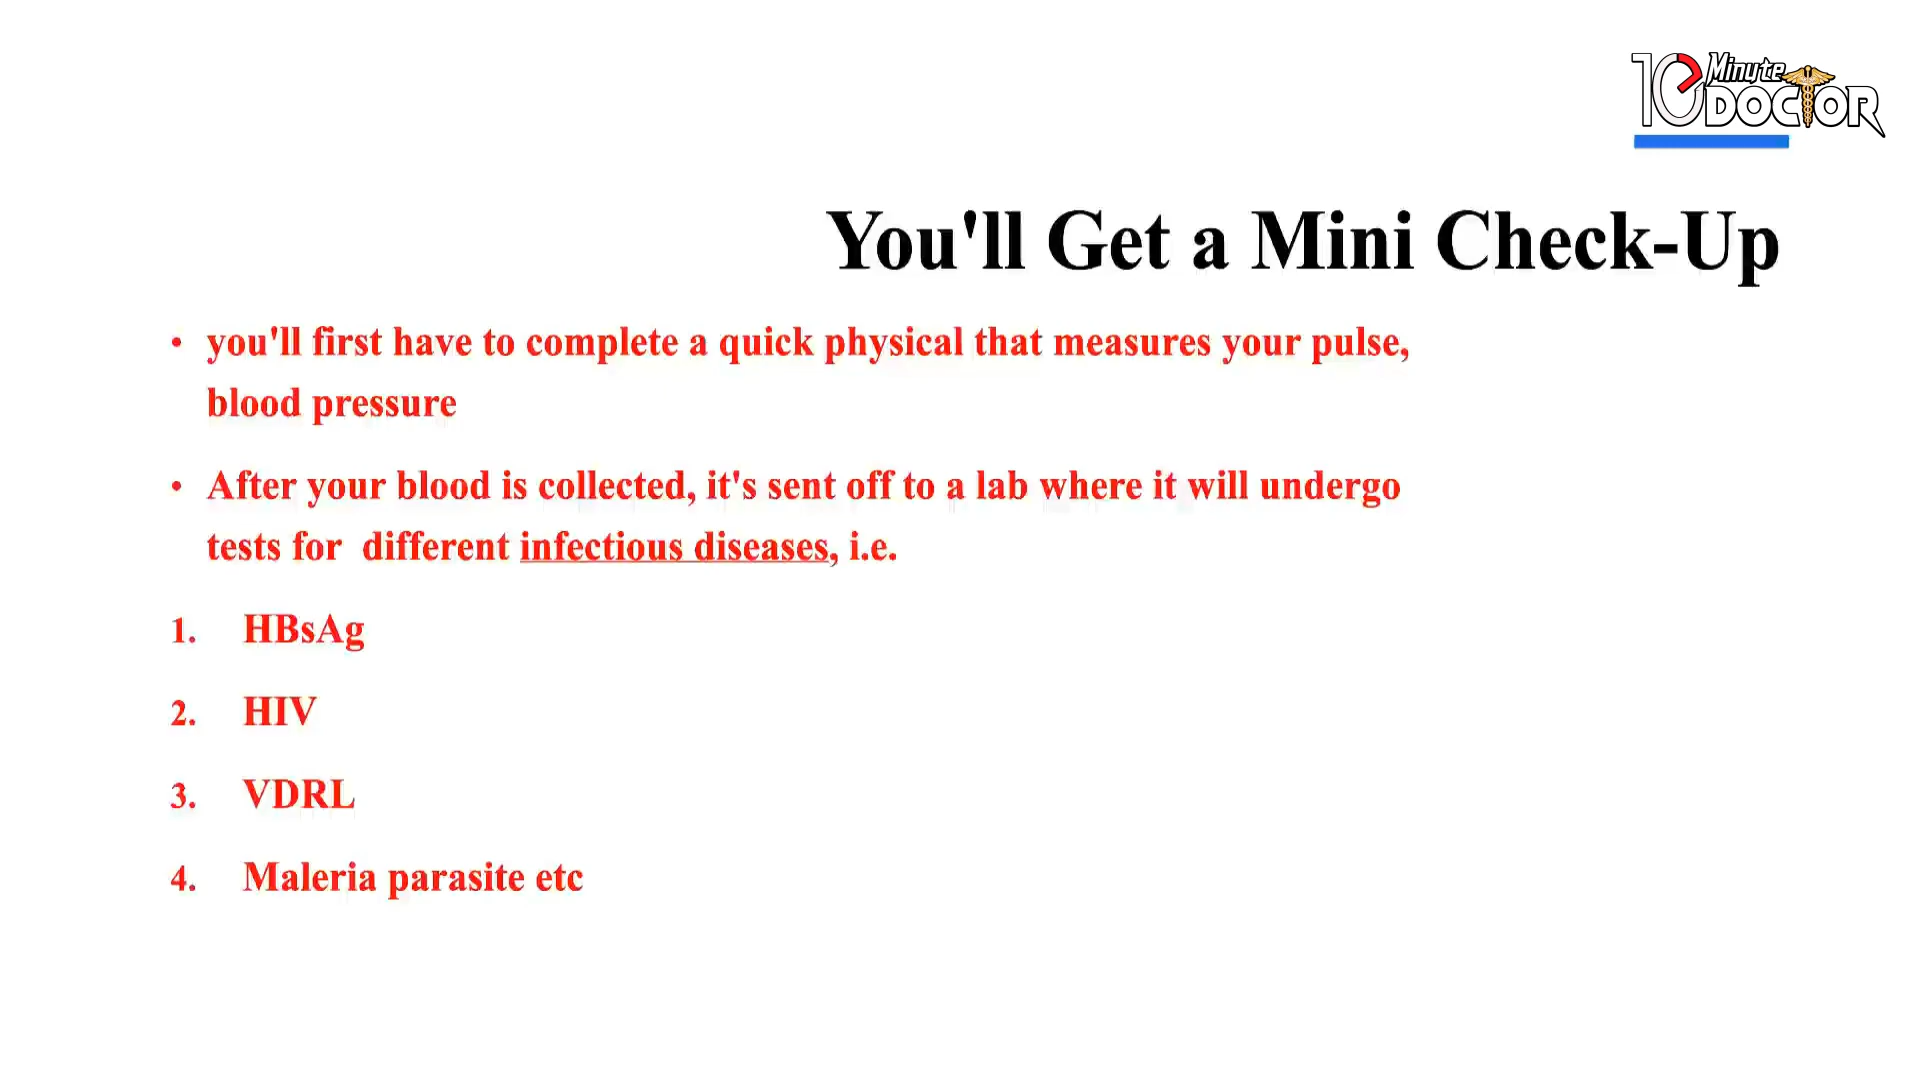 10 Minute
DOCTOR
You'll Get a Mini Check-Up
• you'll first have to complete a quick physical that measures your pulse,
blood pressure
• After your blood is collected, it's sent off to a lab where it will undergo
tests for different infectious diseases, i.e.
1. HBsAg
2. HIV
3. VDRL
4. Maleria parasite etc